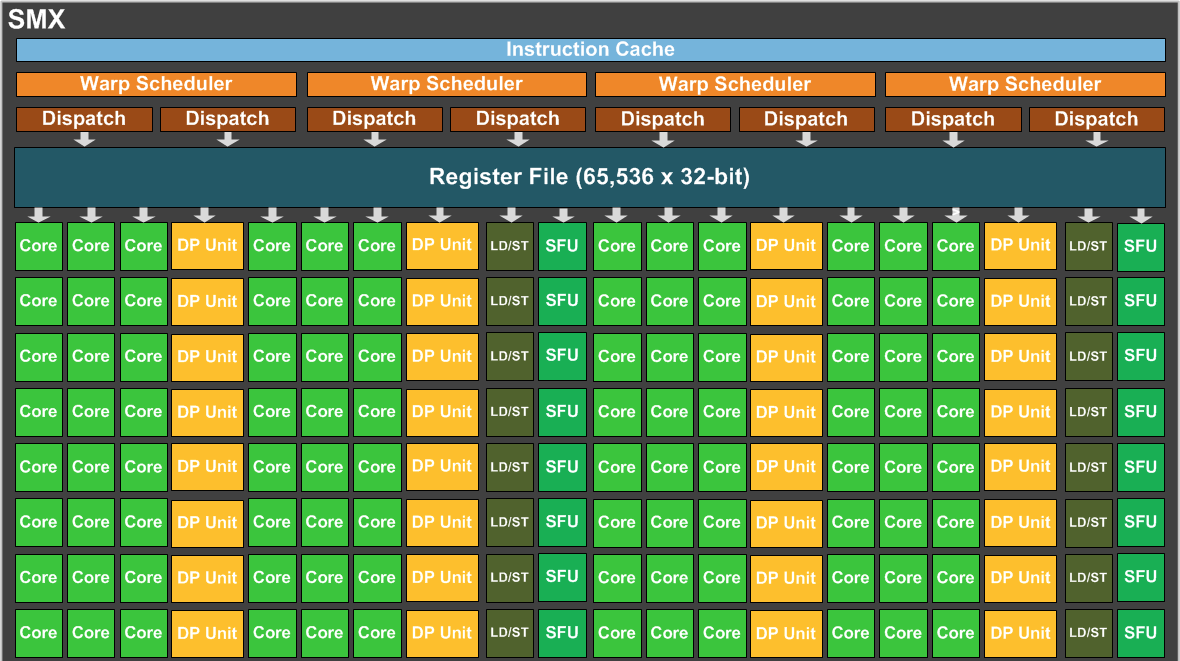 SMX
Instruction Cache
Warp Scheduler Warp Scheduler Warp Scheduler Warp Scheduler
Dispatch Dispatch Dispatch Dispatch Dispatch Dispatch Dispatch Dispatch
Register File (65,536 x 32-bit)
Core Core Core DP Unit Core Core Core DP Unit LD/ST SFU Core Core Core DP Unit Core Core Core DP Unit LD/ST SFU
Core Core Core DP Unit Core Core Core DP Unit LD/ST SFU Core Core Core DP Unit Core Core Core DP Unit LD/ST SFU
Core Core Core DP Unit Core Core Core DP Unit LD/ST SFU Core Core Core DP Unit Core Core Core DP Unit LD/ST SFU
Core Core Core DP Unit Core Core Core DP Unit LD/ST SFU Core Core Core DP Unit Core Core Core DP Unit LD/ST SFU
Core Core Core DP Unit Core Core Core DP Unit LD/ST SFU Core Core Core DP Unit Core Core Core DP Unit LD/ST SFU
Core Core Core DP Unit Core Core Core DP Unit LD/ST SFU Core Core Core DP Unit Core Core Core DP Unit LD/ST SFU
Core Core Core DP Unit Core Core Core DP Unit LD/ST SFU Core Core Core DP Unit Core Core Core DP Unit LD/ST SFU
Core Core Core DP Unit Core Core Core DP Unit LD/ST SFU Core Core Core DP Unit Core Core Core DP Unit LD/ST SFU